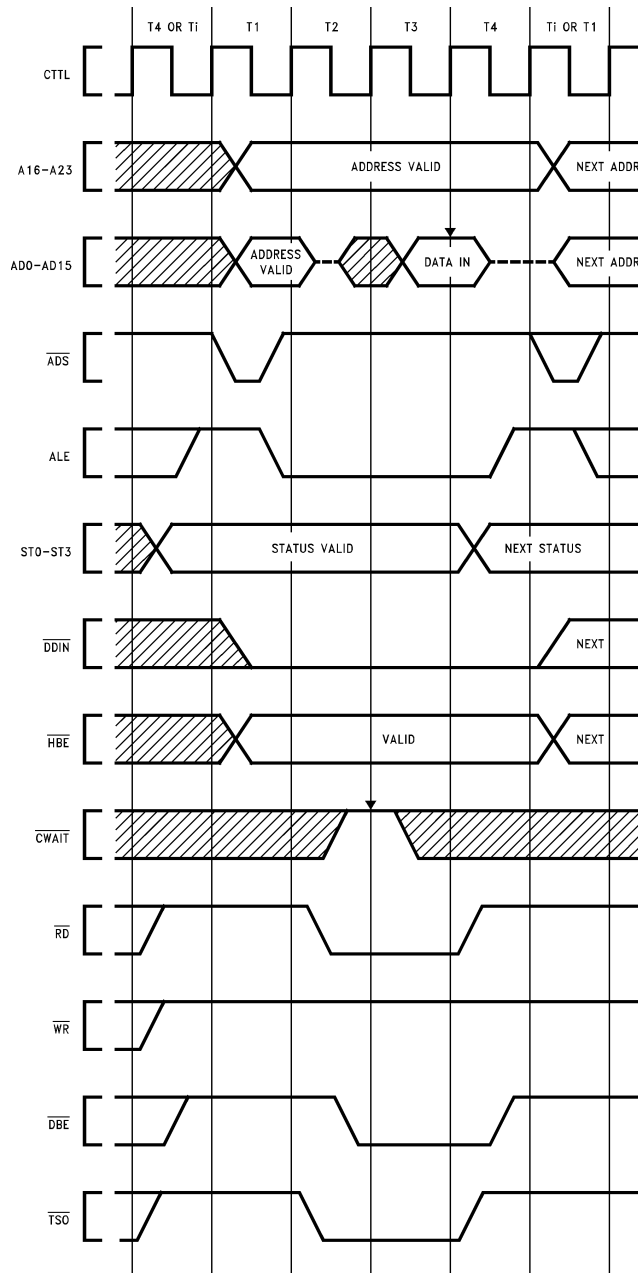 T4 OR Ti T1 T2 T3 T4 Ti OR T1
CTTL
A16-A23 ADDRESS VALID NEXT ADDR
AD0-AD15 ADDRESS VALID DATA IN NEXT ADDR
ADS
ALE
ST0-ST3 STATUS VALID NEXT STATUS
DDIN NEXT
HBE VALID NEXT
CWAIT
RD
WR
DBE
TSO